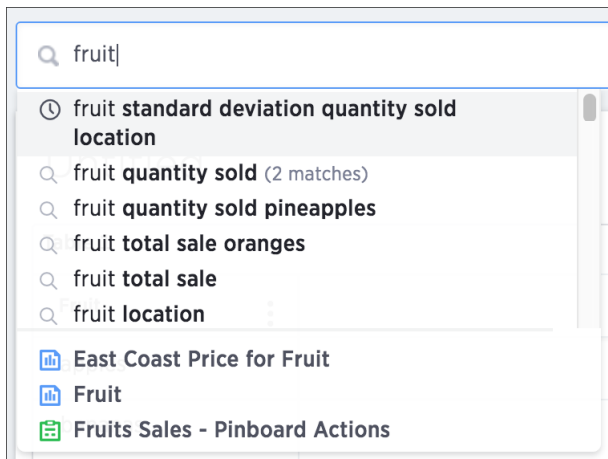 fruit
fruit standard deviation quantity sold
location
fruit quantity sold (2 matches)
fruit quantity sold pineapples
fruit total sale oranges
fruit total sale
fruit location
East Coast Price for Fruit
Fruit
Fruits Sales - Pinboard Actions